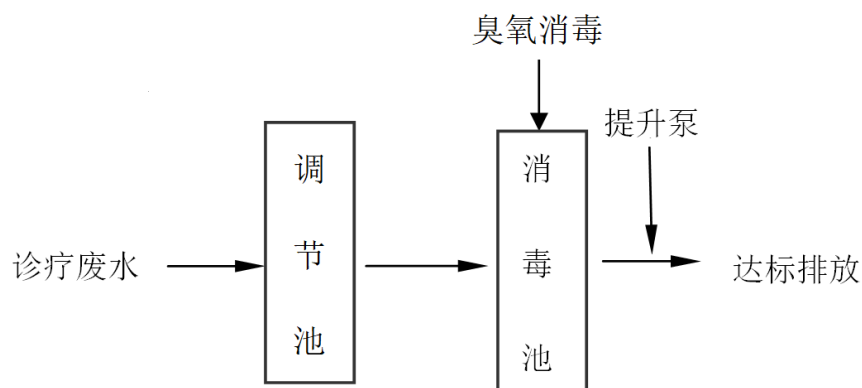 臭氧消毒
提升泵
调节池
消毒池
诊疗废水
达标排放